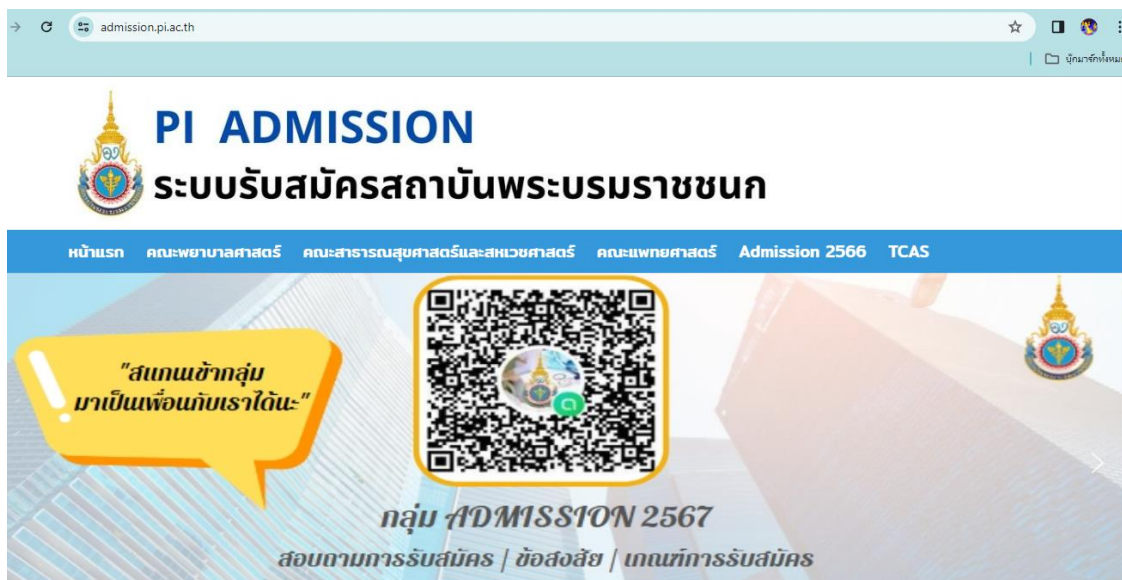 admission.pi.ac.th
บุ๊กมาร์กทั้งหมด
PI ADMISSION
ระบบรับสมัครสถาบันพระบรมราชชนก
หน้าแรก คณะพยาบาลศาสตร์ คณะสาธารณสุขศาสตร์และสหเวชศาสตร์ คณะแพทยศาสตร์ Admission 2566 TCAS
"สแกนเข้ากลุ่ม
มาเป็นเพื่อนกับเราได้นะ"
กลุ่ม ADMISSION 2567
สอบถามการรับสมัคร | ข้อสงสัย | เกณฑ์การรับสมัคร